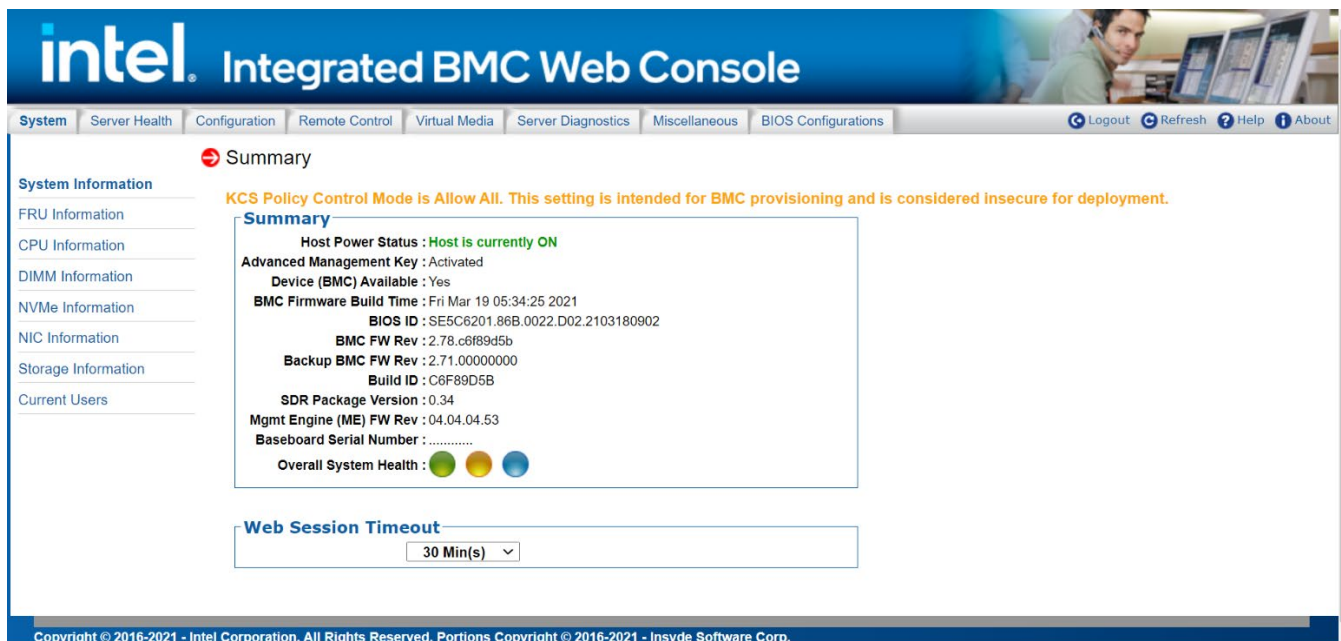 intel. Integrated BMC Web Console
System Server Health Configuration Remote Control Virtual Media Server Diagnostics Miscellaneous BIOS Configurations Logout Refresh Help About
Summary
System Information
FRU Information
CPU Information
DIMM Information
NVMe Information
NIC Information
Storage Information
Current Users
KCS Policy Control Mode is Allow All. This setting is intended for BMC provisioning and is considered insecure for deployment.
Summary
Host Power Status : Host is currently ON
Advanced Management Key : Activated
Device (BMC) Available : Yes
BMC Firmware Build Time : Fri Mar 19 05:34:25 2021
BIOS ID : SE5C6201.86B.0022.D02.2103180902
BMC FW Rev : 2.78.c6f89d5b
Backup BMC FW Rev : 2.71.00000000
Build ID : C6F89D5B
SDR Package Version : 0.34
Mgmt Engine (ME) FW Rev : 04.04.04.53
Baseboard Serial Number : ............
Overall System Health :
Web Session Timeout
30 Min(s)
Copyright © 2016-2021 - Intel Corporation. All Rights Reserved. Portions Copyright © 2016-2021 - Insyde Software Corp.